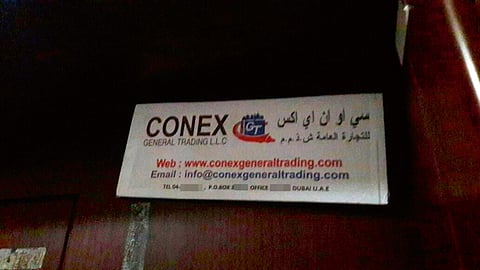 CONEX
GENERAL TRADING L.L.C
GT
سي او ان اي اكس
للتجارة العامة ش.ذ.م.م
Web : www.conexgeneraltrading.com
Email : info@conexgeneraltrading.com
TEL 04- , P.O.BOX OFFICE DUBAI U.A.E